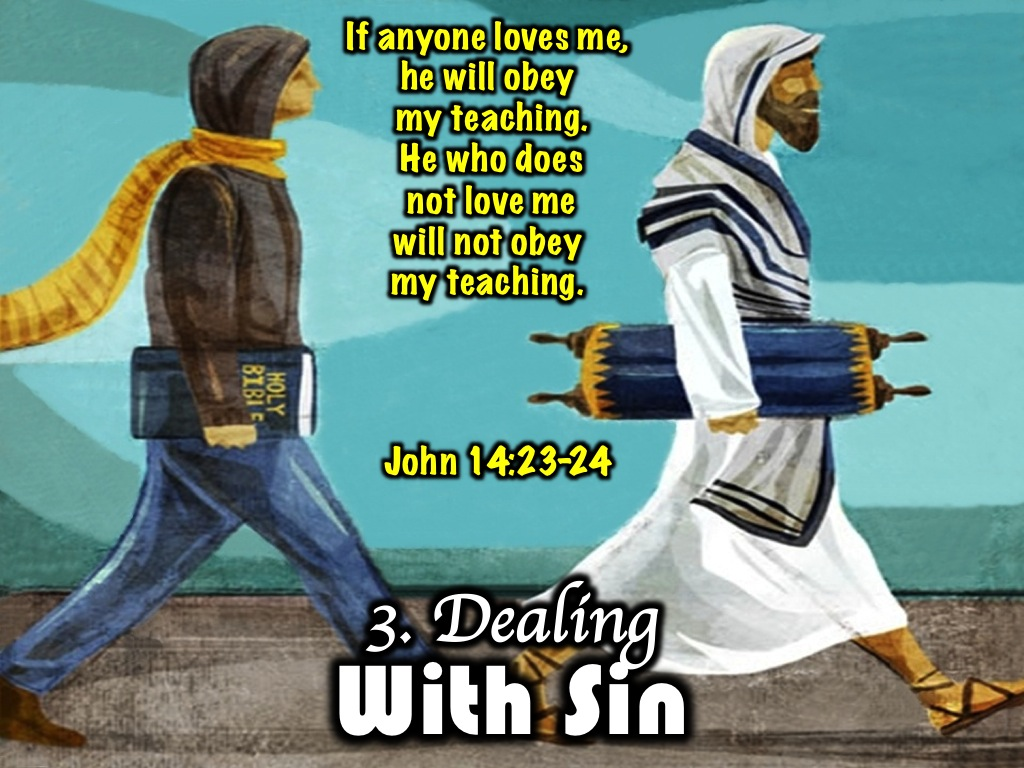 If anyone loves me,
he will obey
my teaching.
He who does
not love me
will not obey
my teaching.
HOLY
John 14:23-24
3. Dealing
With Sin